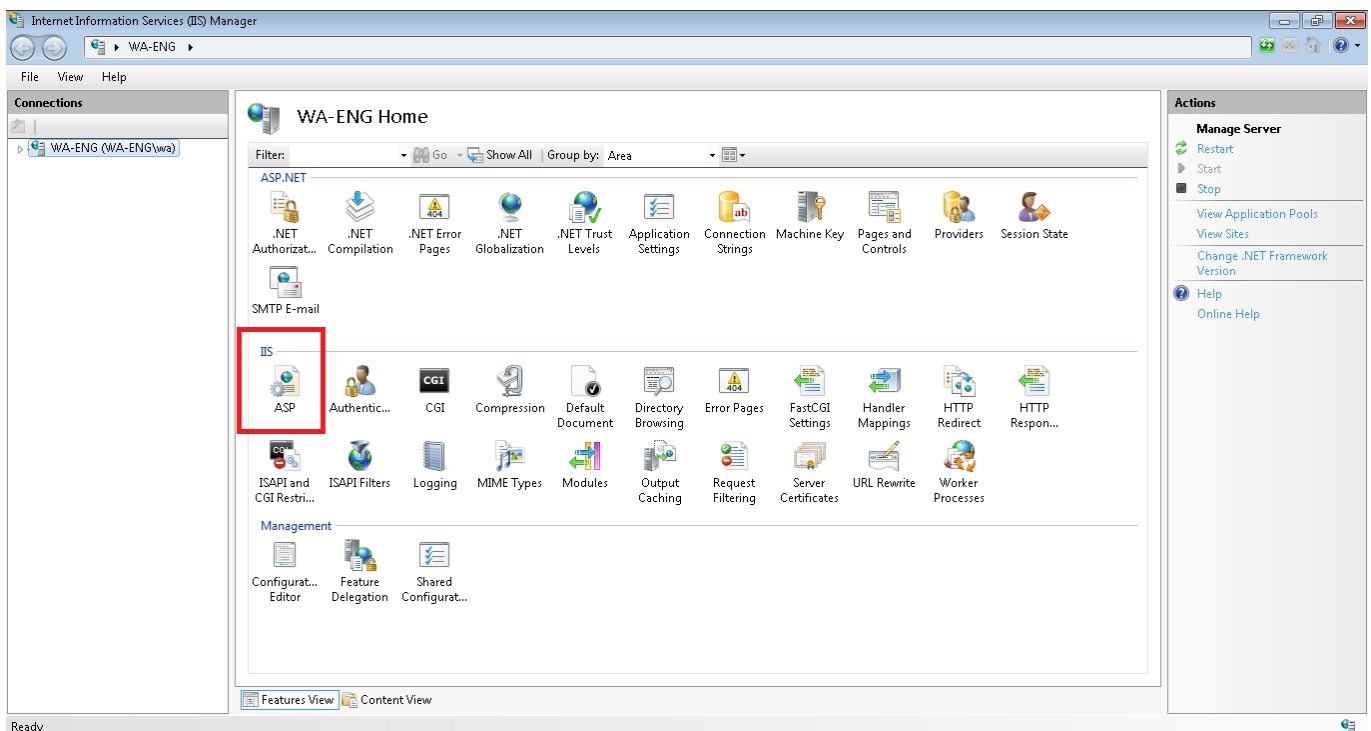 Internet Information Services (IIS) Manager
WA-ENG
File View Help
Connections
WA-ENG (WA-ENG\wa)
WA-ENG Home
Filter: Go Show All Group by: Area
ASP.NET
.NET Authorizat...
.NET Compilation
.NET Error Pages
.NET Globalization
.NET Trust Levels
Application Settings
Connection Strings
Machine Key
Pages and Controls
Providers
Session State
SMTP E-mail
IIS
ASP
Authentic...
CGI
Compression
Default Document
Directory Browsing
Error Pages
FastCGI Settings
Handler Mappings
HTTP Redirect
HTTP Respon...
ISAPI and CGI Restri...
ISAPI Filters
Logging
MIME Types
Modules
Output Caching
Request Filtering
Server Certificates
URL Rewrite
Worker Processes
Management
Configurat... Editor
Feature Delegation
Shared Configurat...
Features View Content View
Actions
Manage Server
Restart
Start
Stop
View Application Pools
View Sites
Change .NET Framework
Version
Help
Online Help
Ready